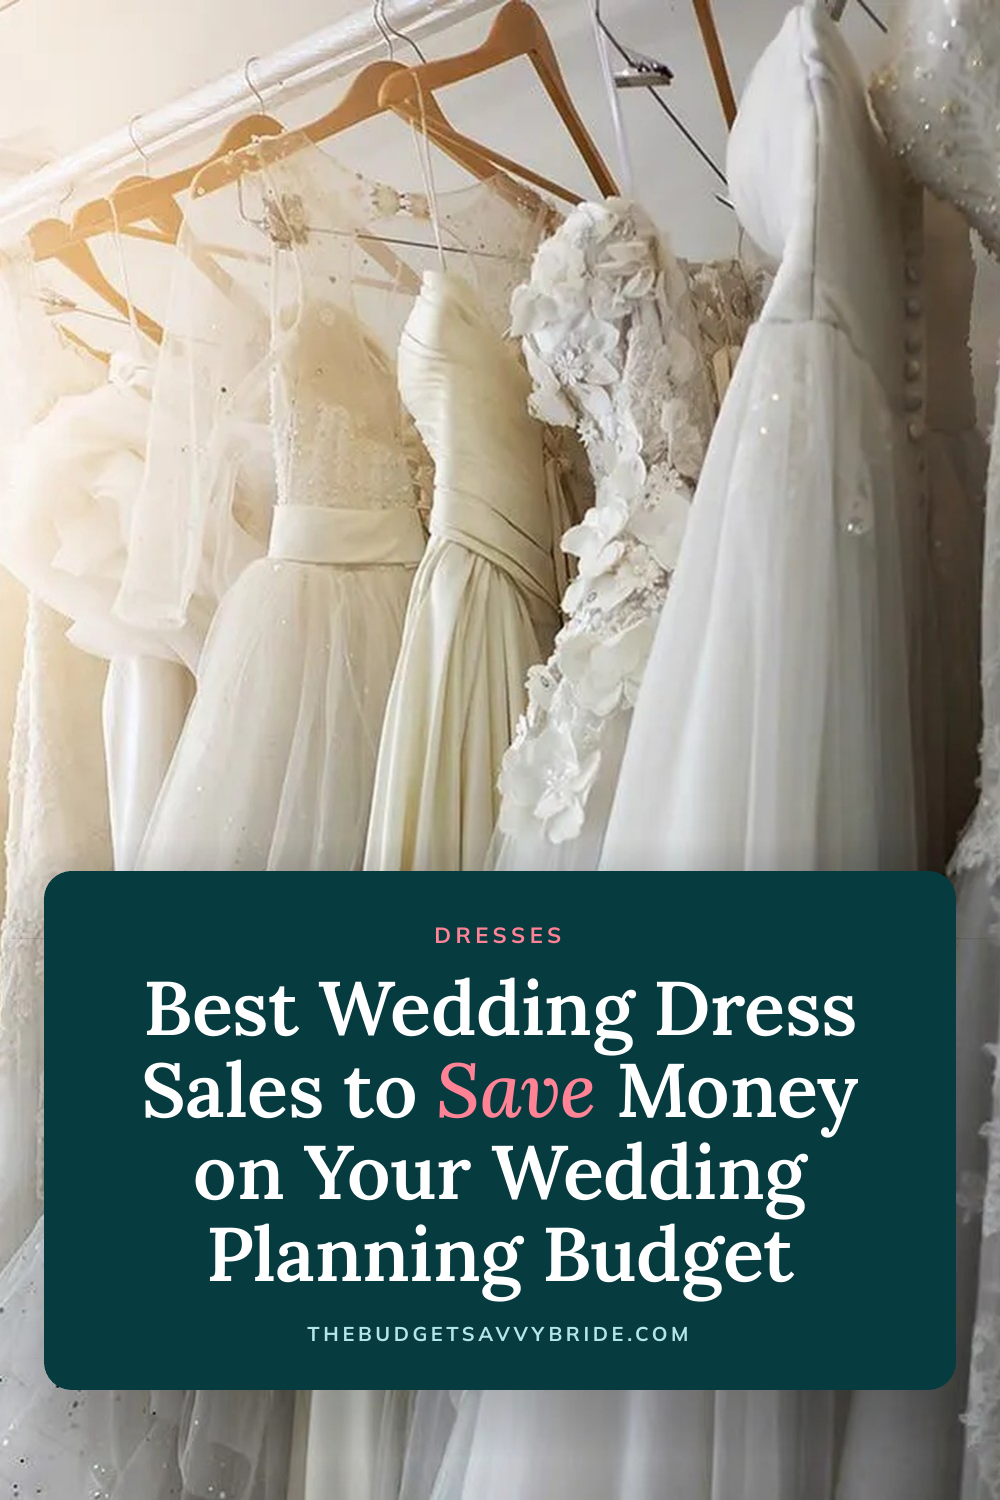 DRESSES
Best Wedding Dress
Sales to Save Money
on Your Wedding
Planning Budget
THEBUDGETSAVVYBRIDE.COM